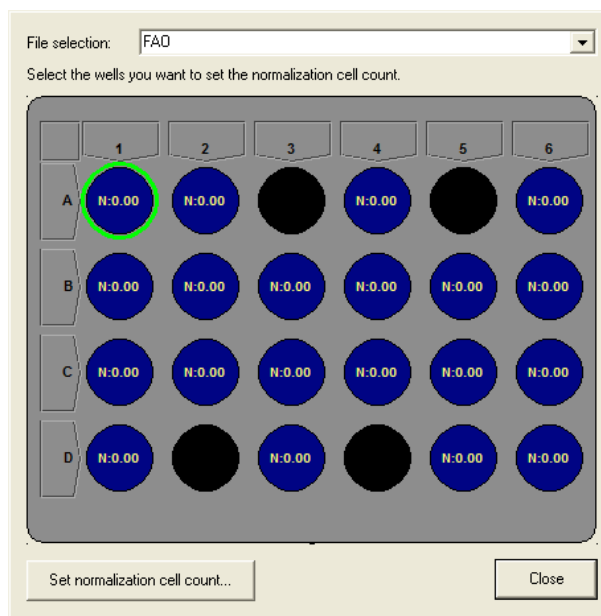 File selection: FAO
Select the wells you want to set the normalization cell count.
1 2 3 4 5 6
A N:0.00 N:0.00 N:0.00 N:0.00
B N:0.00 N:0.00 N:0.00 N:0.00 N:0.00 N:0.00
C N:0.00 N:0.00 N:0.00 N:0.00 N:0.00 N:0.00
D N:0.00 N:0.00 N:0.00 N:0.00
Set normalization cell count... Close